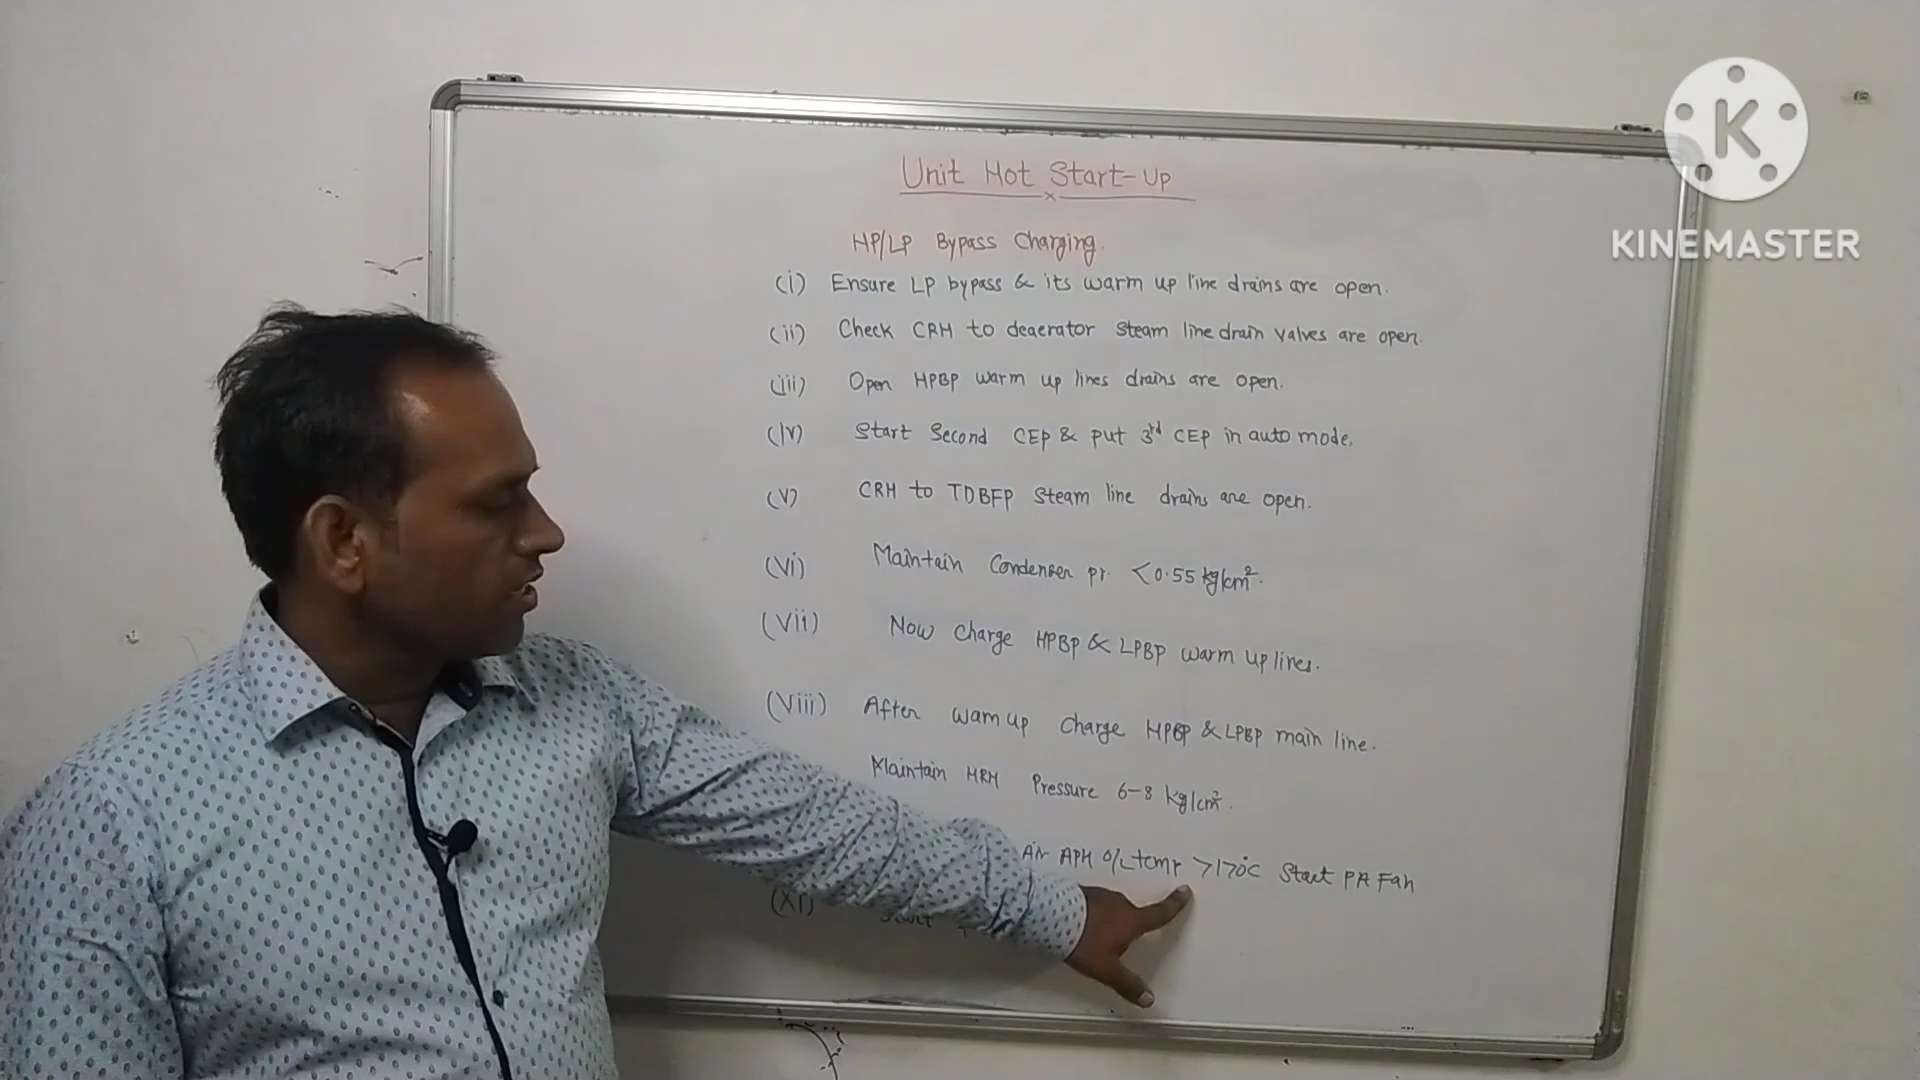 K
KINEMASTER
Unit Hot Start-Up
HP/LP Bypass Charging.
(i) Ensure LP bypass & its warm up line drains are open.
(ii) Check CRH to deaerator steam line drain valves are open.
(iii) Open HPBP warm up lines drains are open.
(iv) Start Second CEP & put 3rd CEP in auto mode.
(v) CRH to TDBFP Steam line drains are open.
(vi) Maintain Condenser pr. <0.55 kg/cm².
(vii) Now Charge HPBP & LPBP warm up lines.
(viii) After wamup Charge HPBP & LPBP main line.
Maintain HRH Pressure 6-8 kg/cm².
Air APH O/L temp >170°C Start PA Fan
(xi) Start